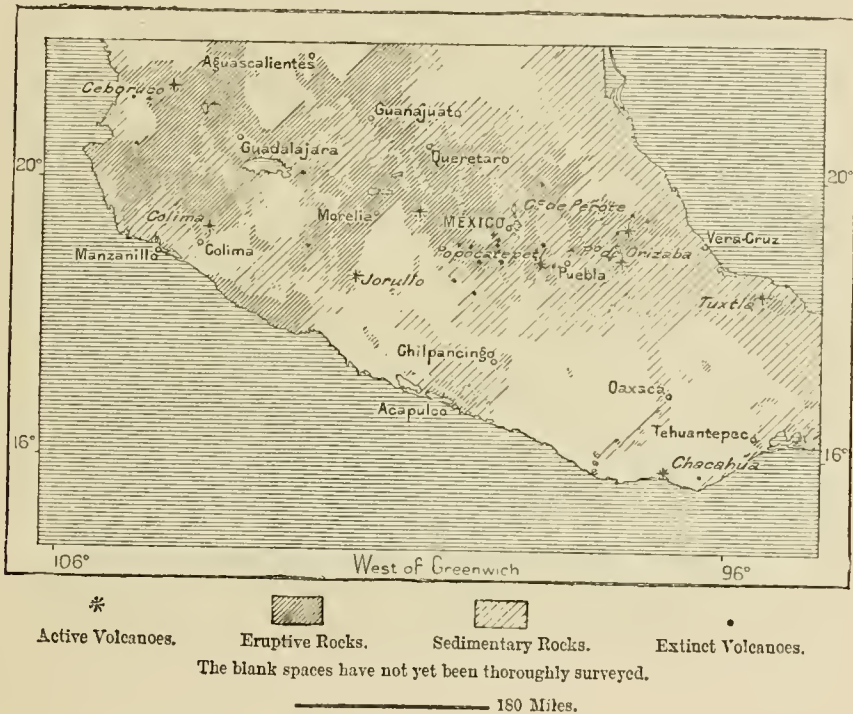 Aguascalientes
Ceboruco
Guanajuato
Guadalajara
Queretaro
20°
20°
Morelia
MEXICO
Cº de Peŕote
Colima
Colima
Manzanillo
Popocatepetl
Po de Orizaba
Vera-Cruz
Jorullo
Puebla
Tuxtla
Chilpancingo
Acapulco
Oaxaca
Tehuantepec
16°
16°
Chacahua
106°
West of Greenwich
96°
Active Volcanoes.
Eruptive Rocks.
Sedimentary Rocks.
Extinct Volcanoes.
The blank spaces have not yet been thoroughly surveyed.
180 Miles.